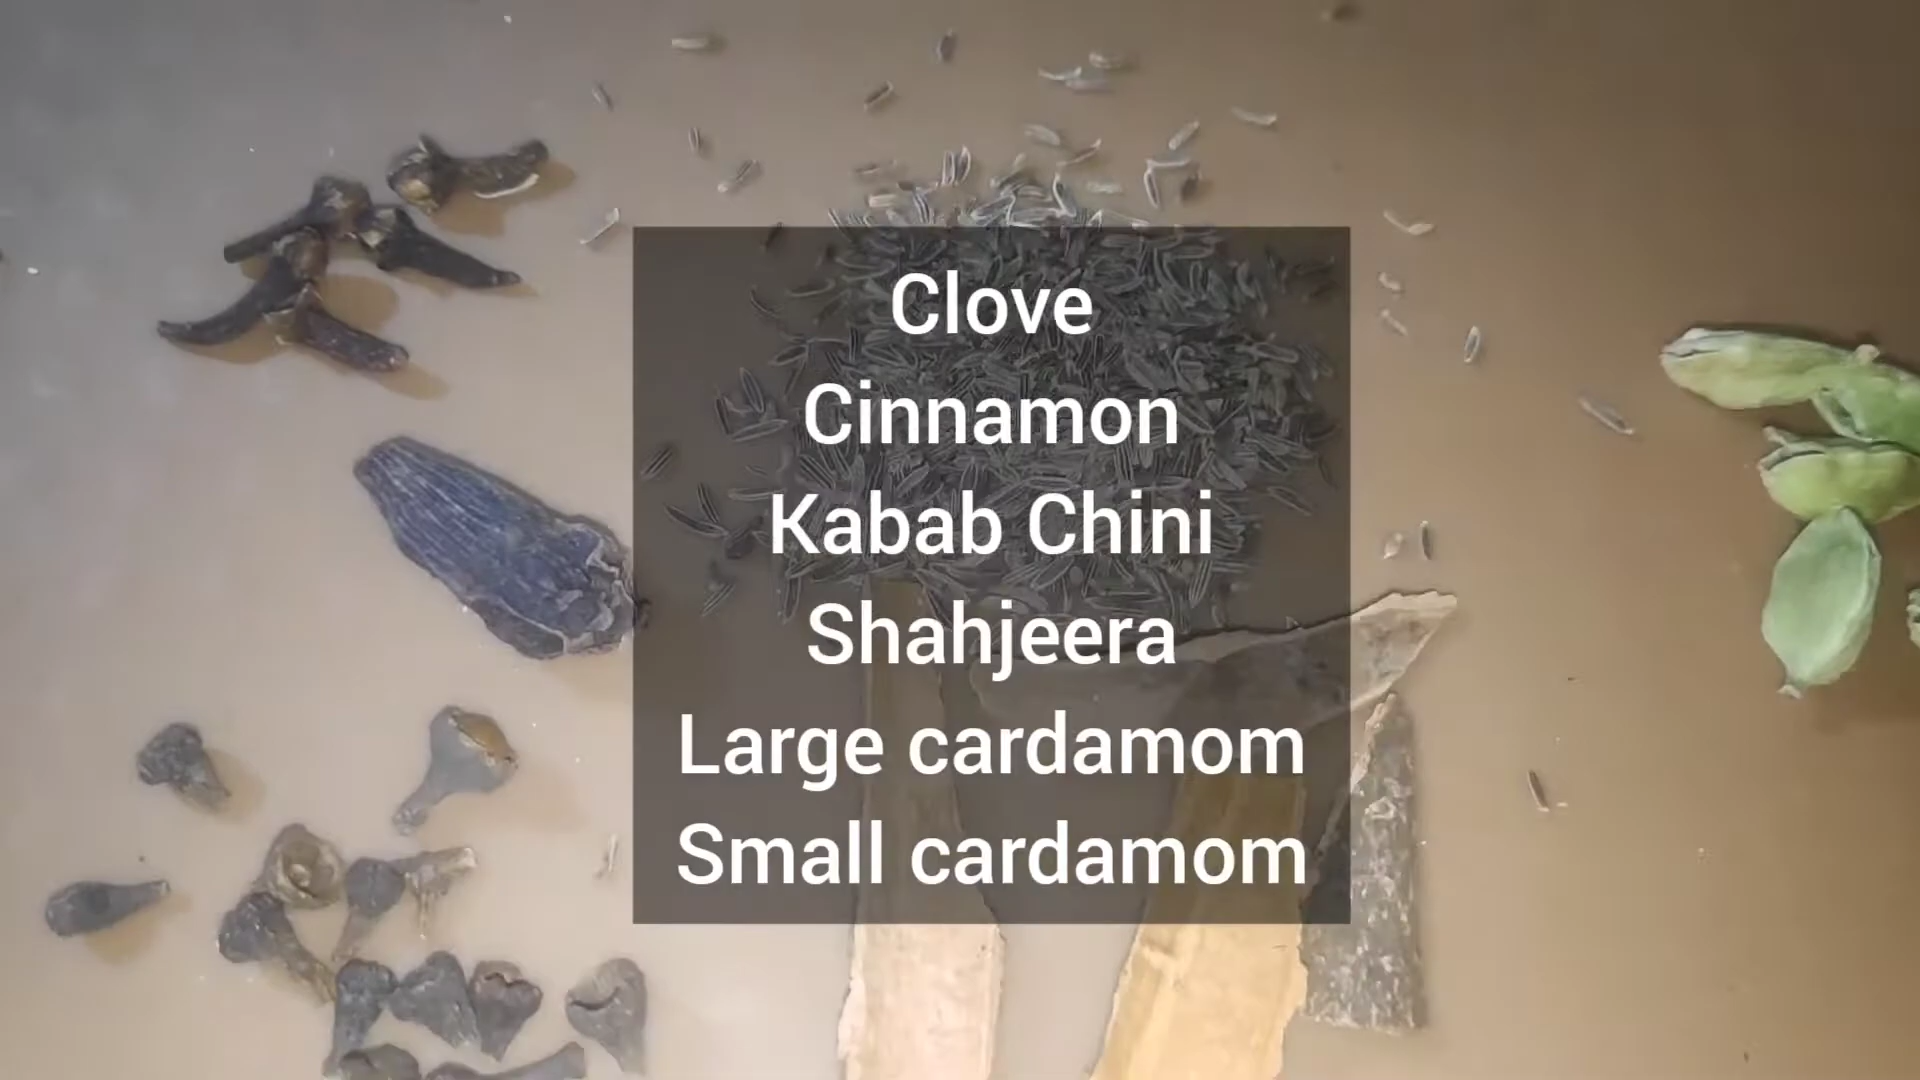 Clove
Cinnamon
Kabab Chini
Shahjeera
Large cardamom
Small cardamom